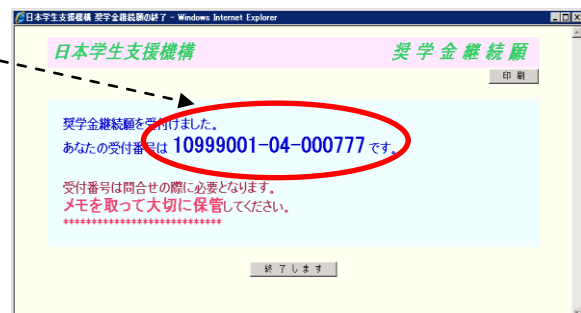 日本学生支援機構 奨学金継続願の終了 - Windows Internet Explorer
日本学生支援機構 奨学金継続願
印刷
奨学金継続願を受付けました。
あなたの受付番号は 10999001-04-000777 です。
受付番号は問合せの際に必要となります。
メモを取って大切に保管してください。
****************************
終了します